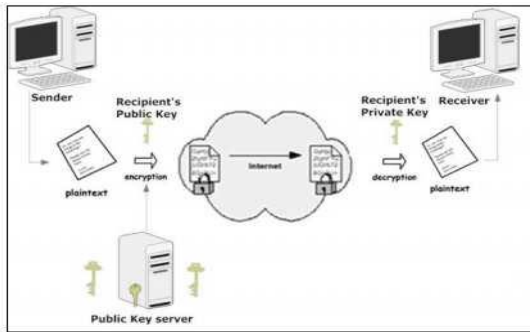 Sender
Receiver
Recipient's
Public Key
Recipient's
Private Key
plaintext
encryption
Internet
decryption
plaintext
Public Key server